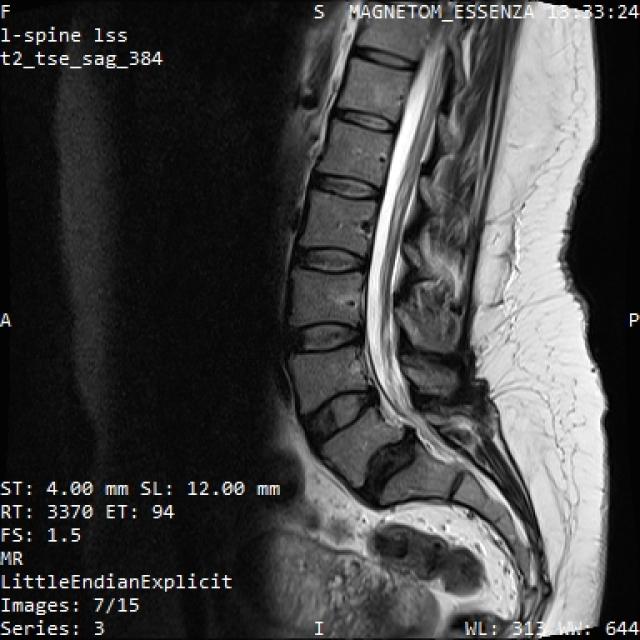 F
S MAGNETOM_ESSENZA 13:33:24
l-spine lss
t2_tse_sag_384
A
P
ST: 4.00 mm SL: 12.00 mm
RT: 3370 ET: 94
FS: 1.5
MR
LittleEndianExplicit
Images: 7/15
Series: 3
I
WL: 313 WW: 644